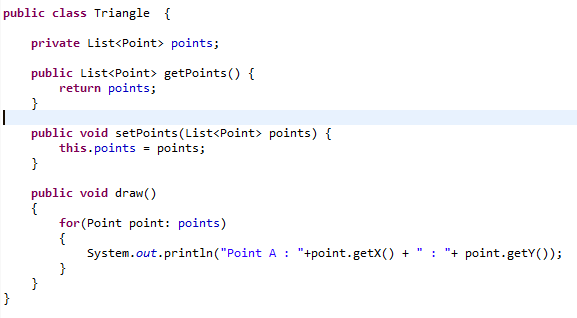 public class Triangle  {
private List<Point> points;
public List<Point> getPoints() {
return points;
}
public void setPoints(List<Point> points) {
this.points = points;
}
public void draw()
{
for(Point point: points)
{
System.out.println("Point A : "+point.getX() + " : "+ point.getY());
}
}
}